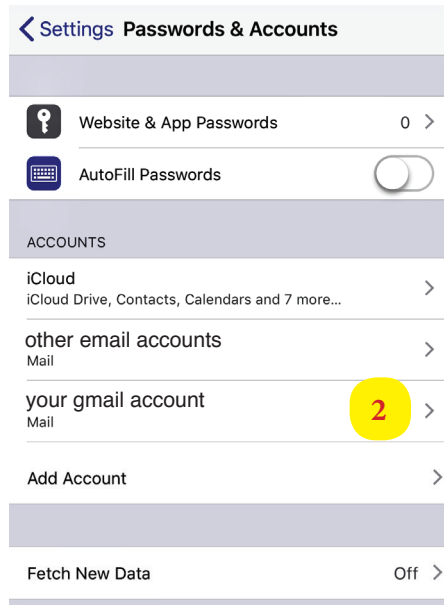 Settings Passwords & Accounts
Website & App Passwords 0
AutoFill Passwords
ACCOUNTS
iCloud
iCloud Drive, Contacts, Calendars and 7 more...
other email accounts
Mail
your gmail account
Mail
2
Add Account
Fetch New Data Off